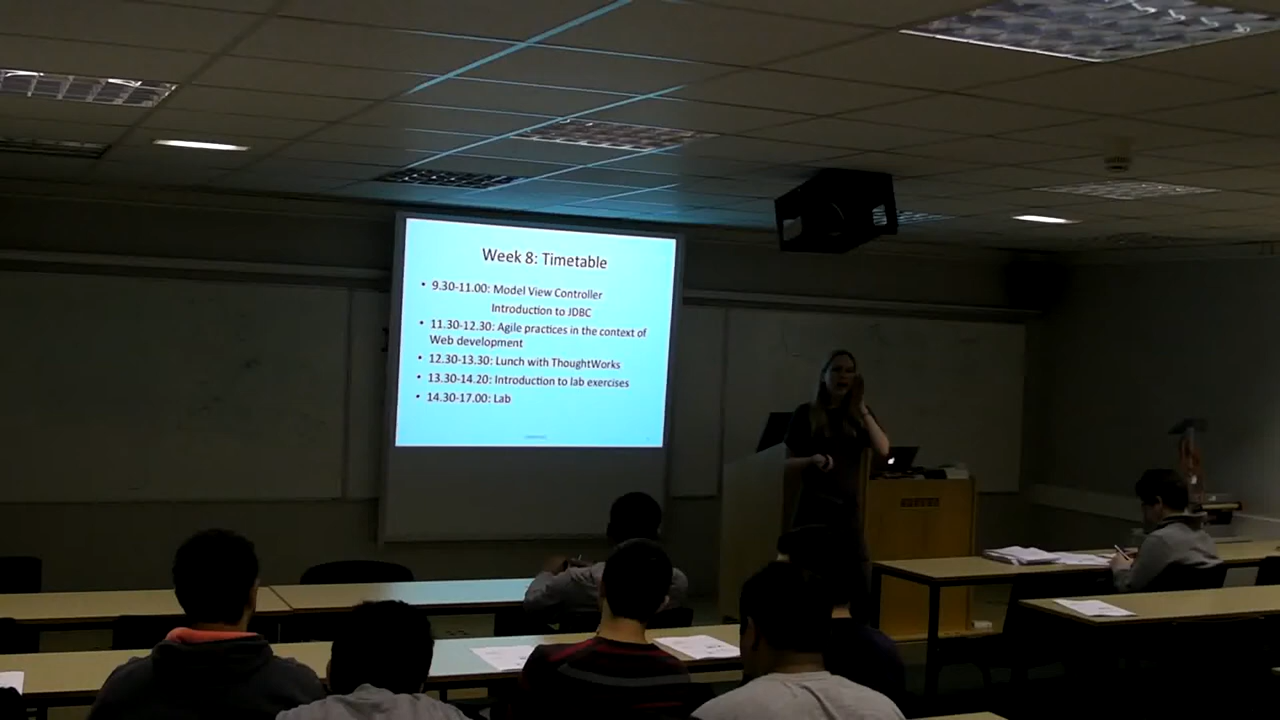 Week 8: Timetable
• 9.30-11.00: Model View Controller
Introduction to JDBC
• 11.30-12.30: Agile practices in the context of
Web development
• 12.30-13.30: Lunch with ThoughtWorks
• 13.30-14.20: Introduction to lab exercises
• 14.30-17.00: Lab